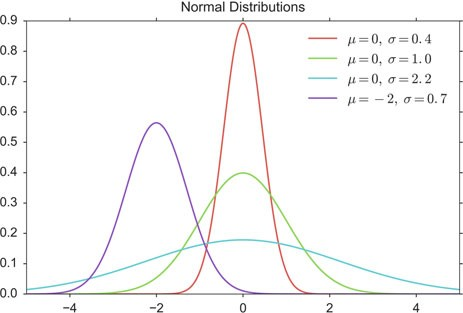 Normal Distributions
0.9
0.8
0.7
0.6
0.5
0.4
0.3
0.2
0.1
0.0
μ = 0, σ = 0.4
μ = 0, σ = 1.0
μ = 0, σ = 2.2
μ = −2, σ = 0.7
−4 −2 0 2 4